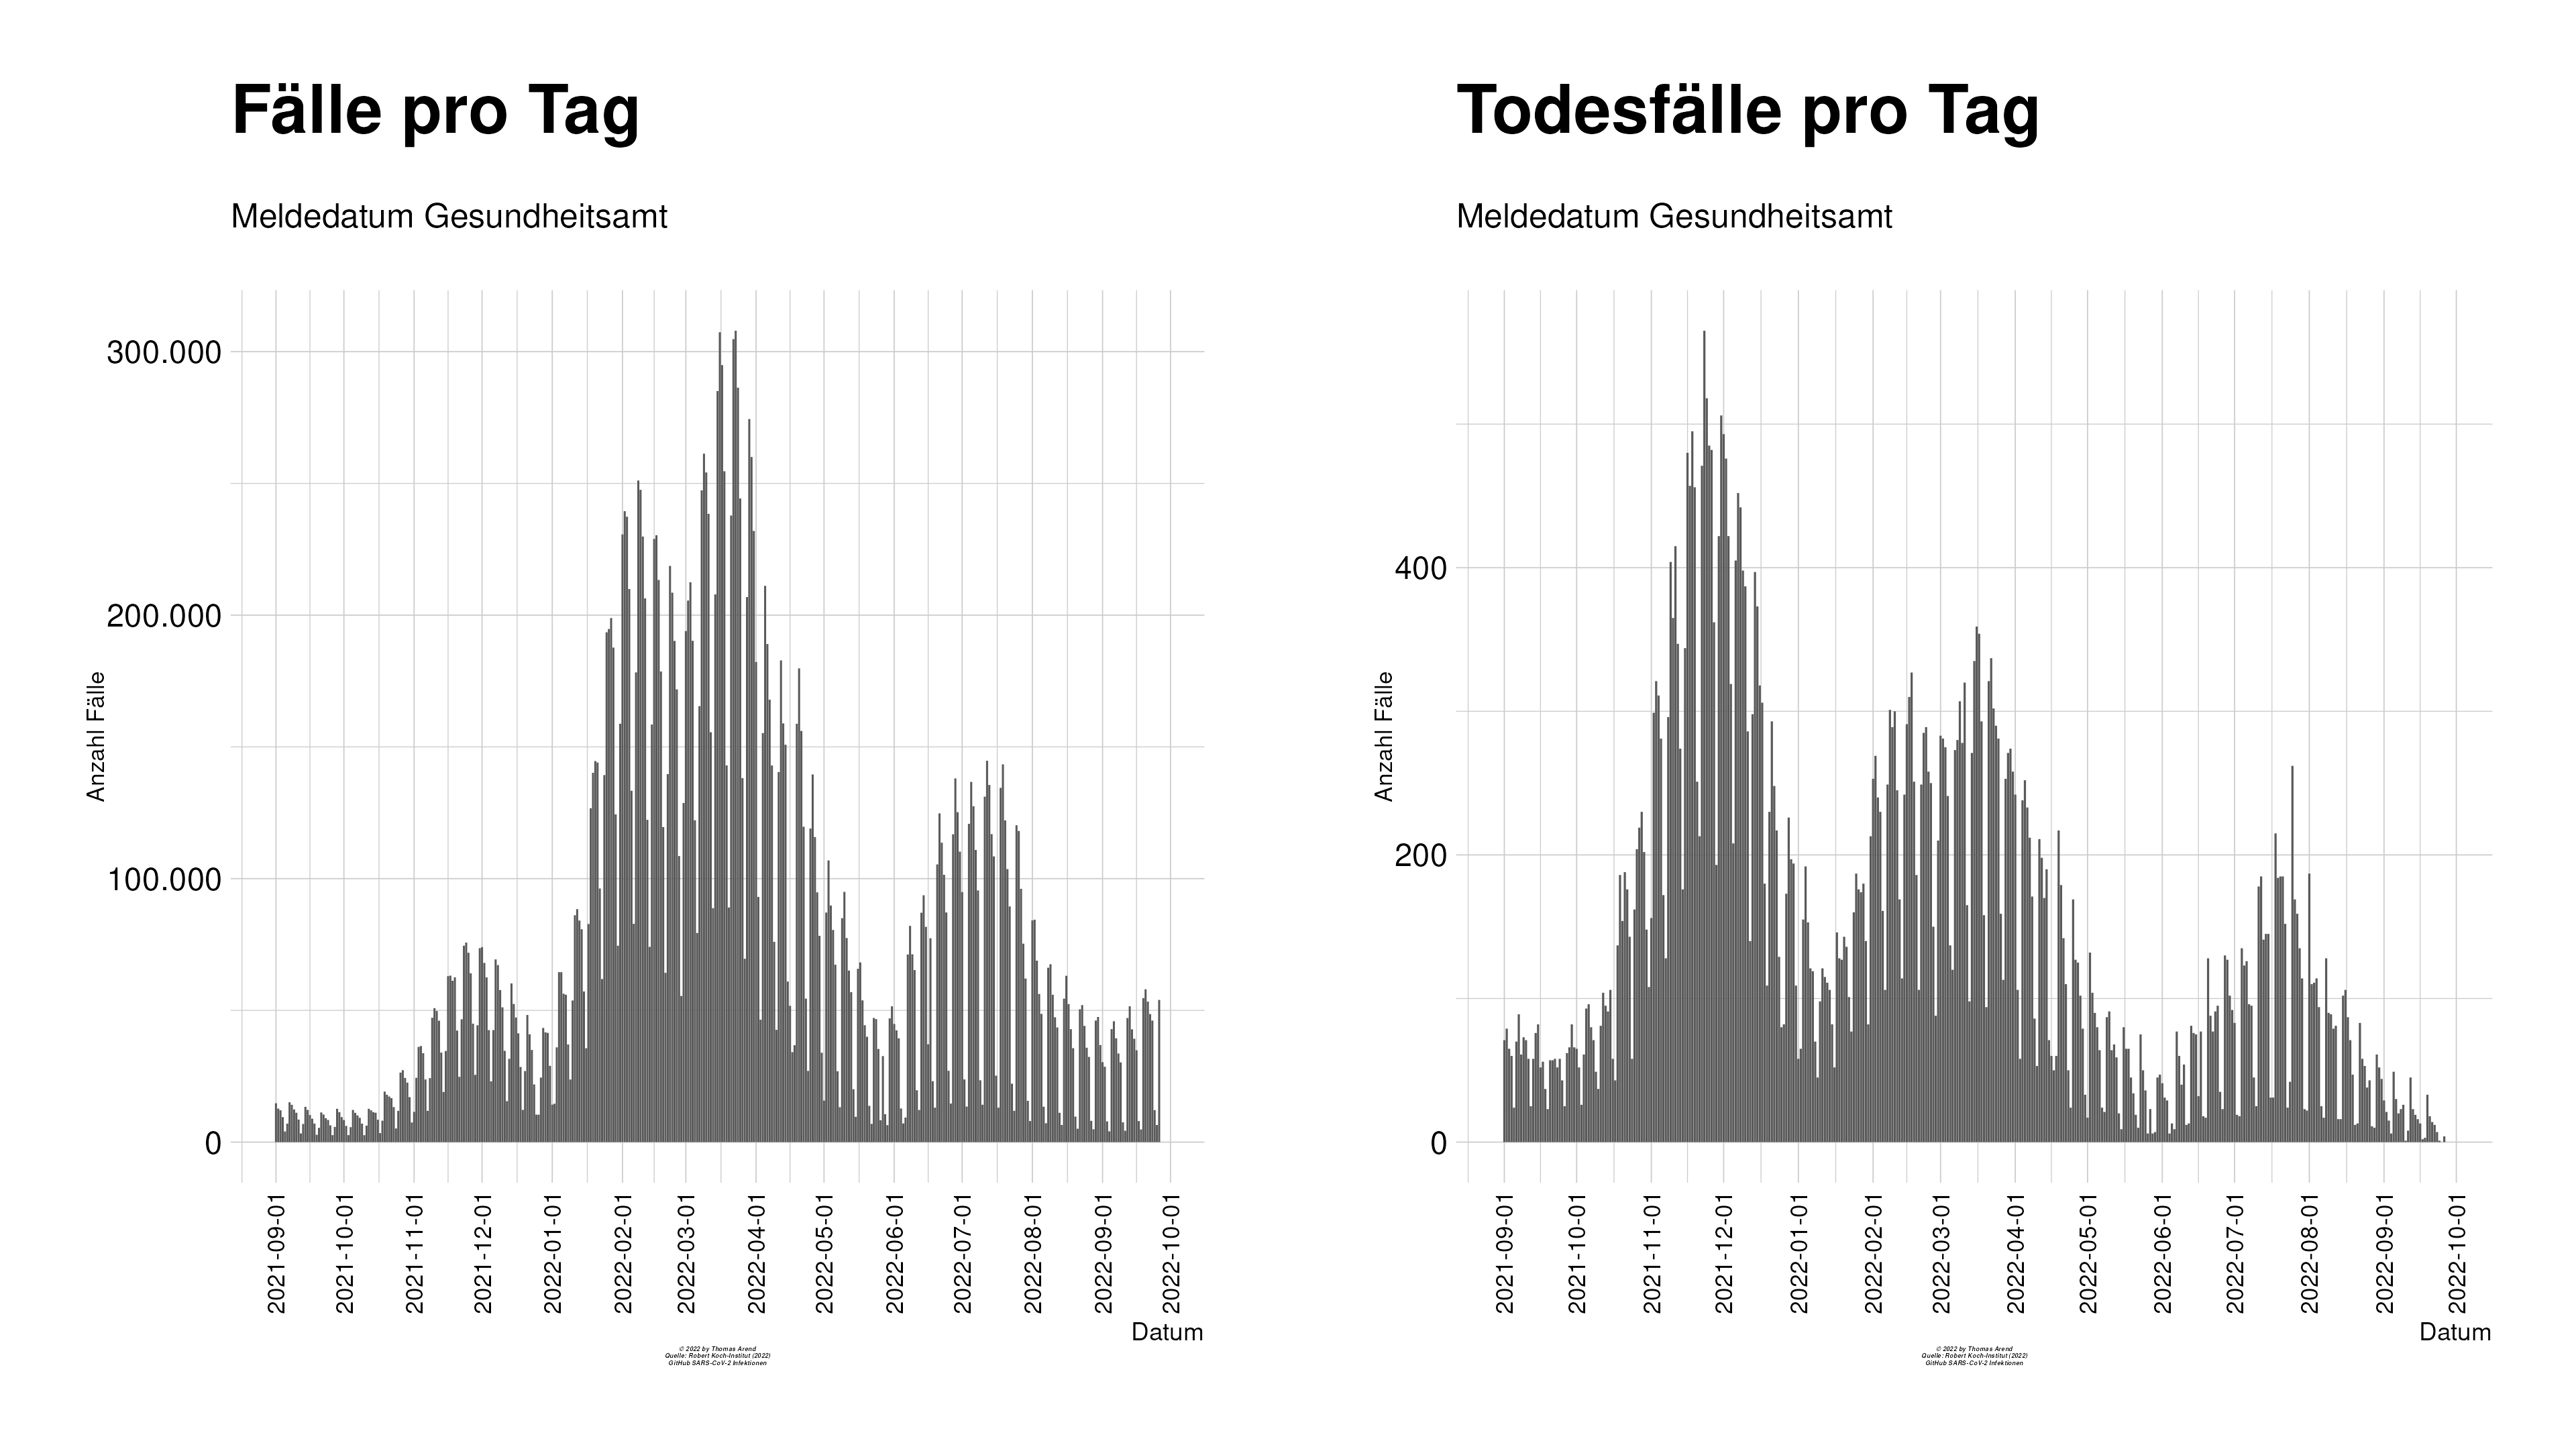 Fälle pro Tag
Meldedatum Gesundheitsamt
Anzahl Fälle
300.000
200.000
100.000
0
2021-09-01
2021-10-01
2021-11-01
2021-12-01
2022-01-01
2022-02-01
2022-03-01
2022-04-01
2022-05-01
2022-06-01
2022-07-01
2022-08-01
2022-09-01
2022-10-01
Datum
© 2022 by Thomas Arend
Quelle: Robert Koch-Institut (2022)
GitHub SARS-CoV-2 Infektionen
Todesfälle pro Tag
Meldedatum Gesundheitsamt
Anzahl Fälle
400
200
0
2021-09-01
2021-10-01
2021-11-01
2021-12-01
2022-01-01
2022-02-01
2022-03-01
2022-04-01
2022-05-01
2022-06-01
2022-07-01
2022-08-01
2022-09-01
2022-10-01
Datum
© 2022 by Thomas Arend
Quelle: Robert Koch-Institut (2022)
GitHub SARS-CoV-2 Infektionen